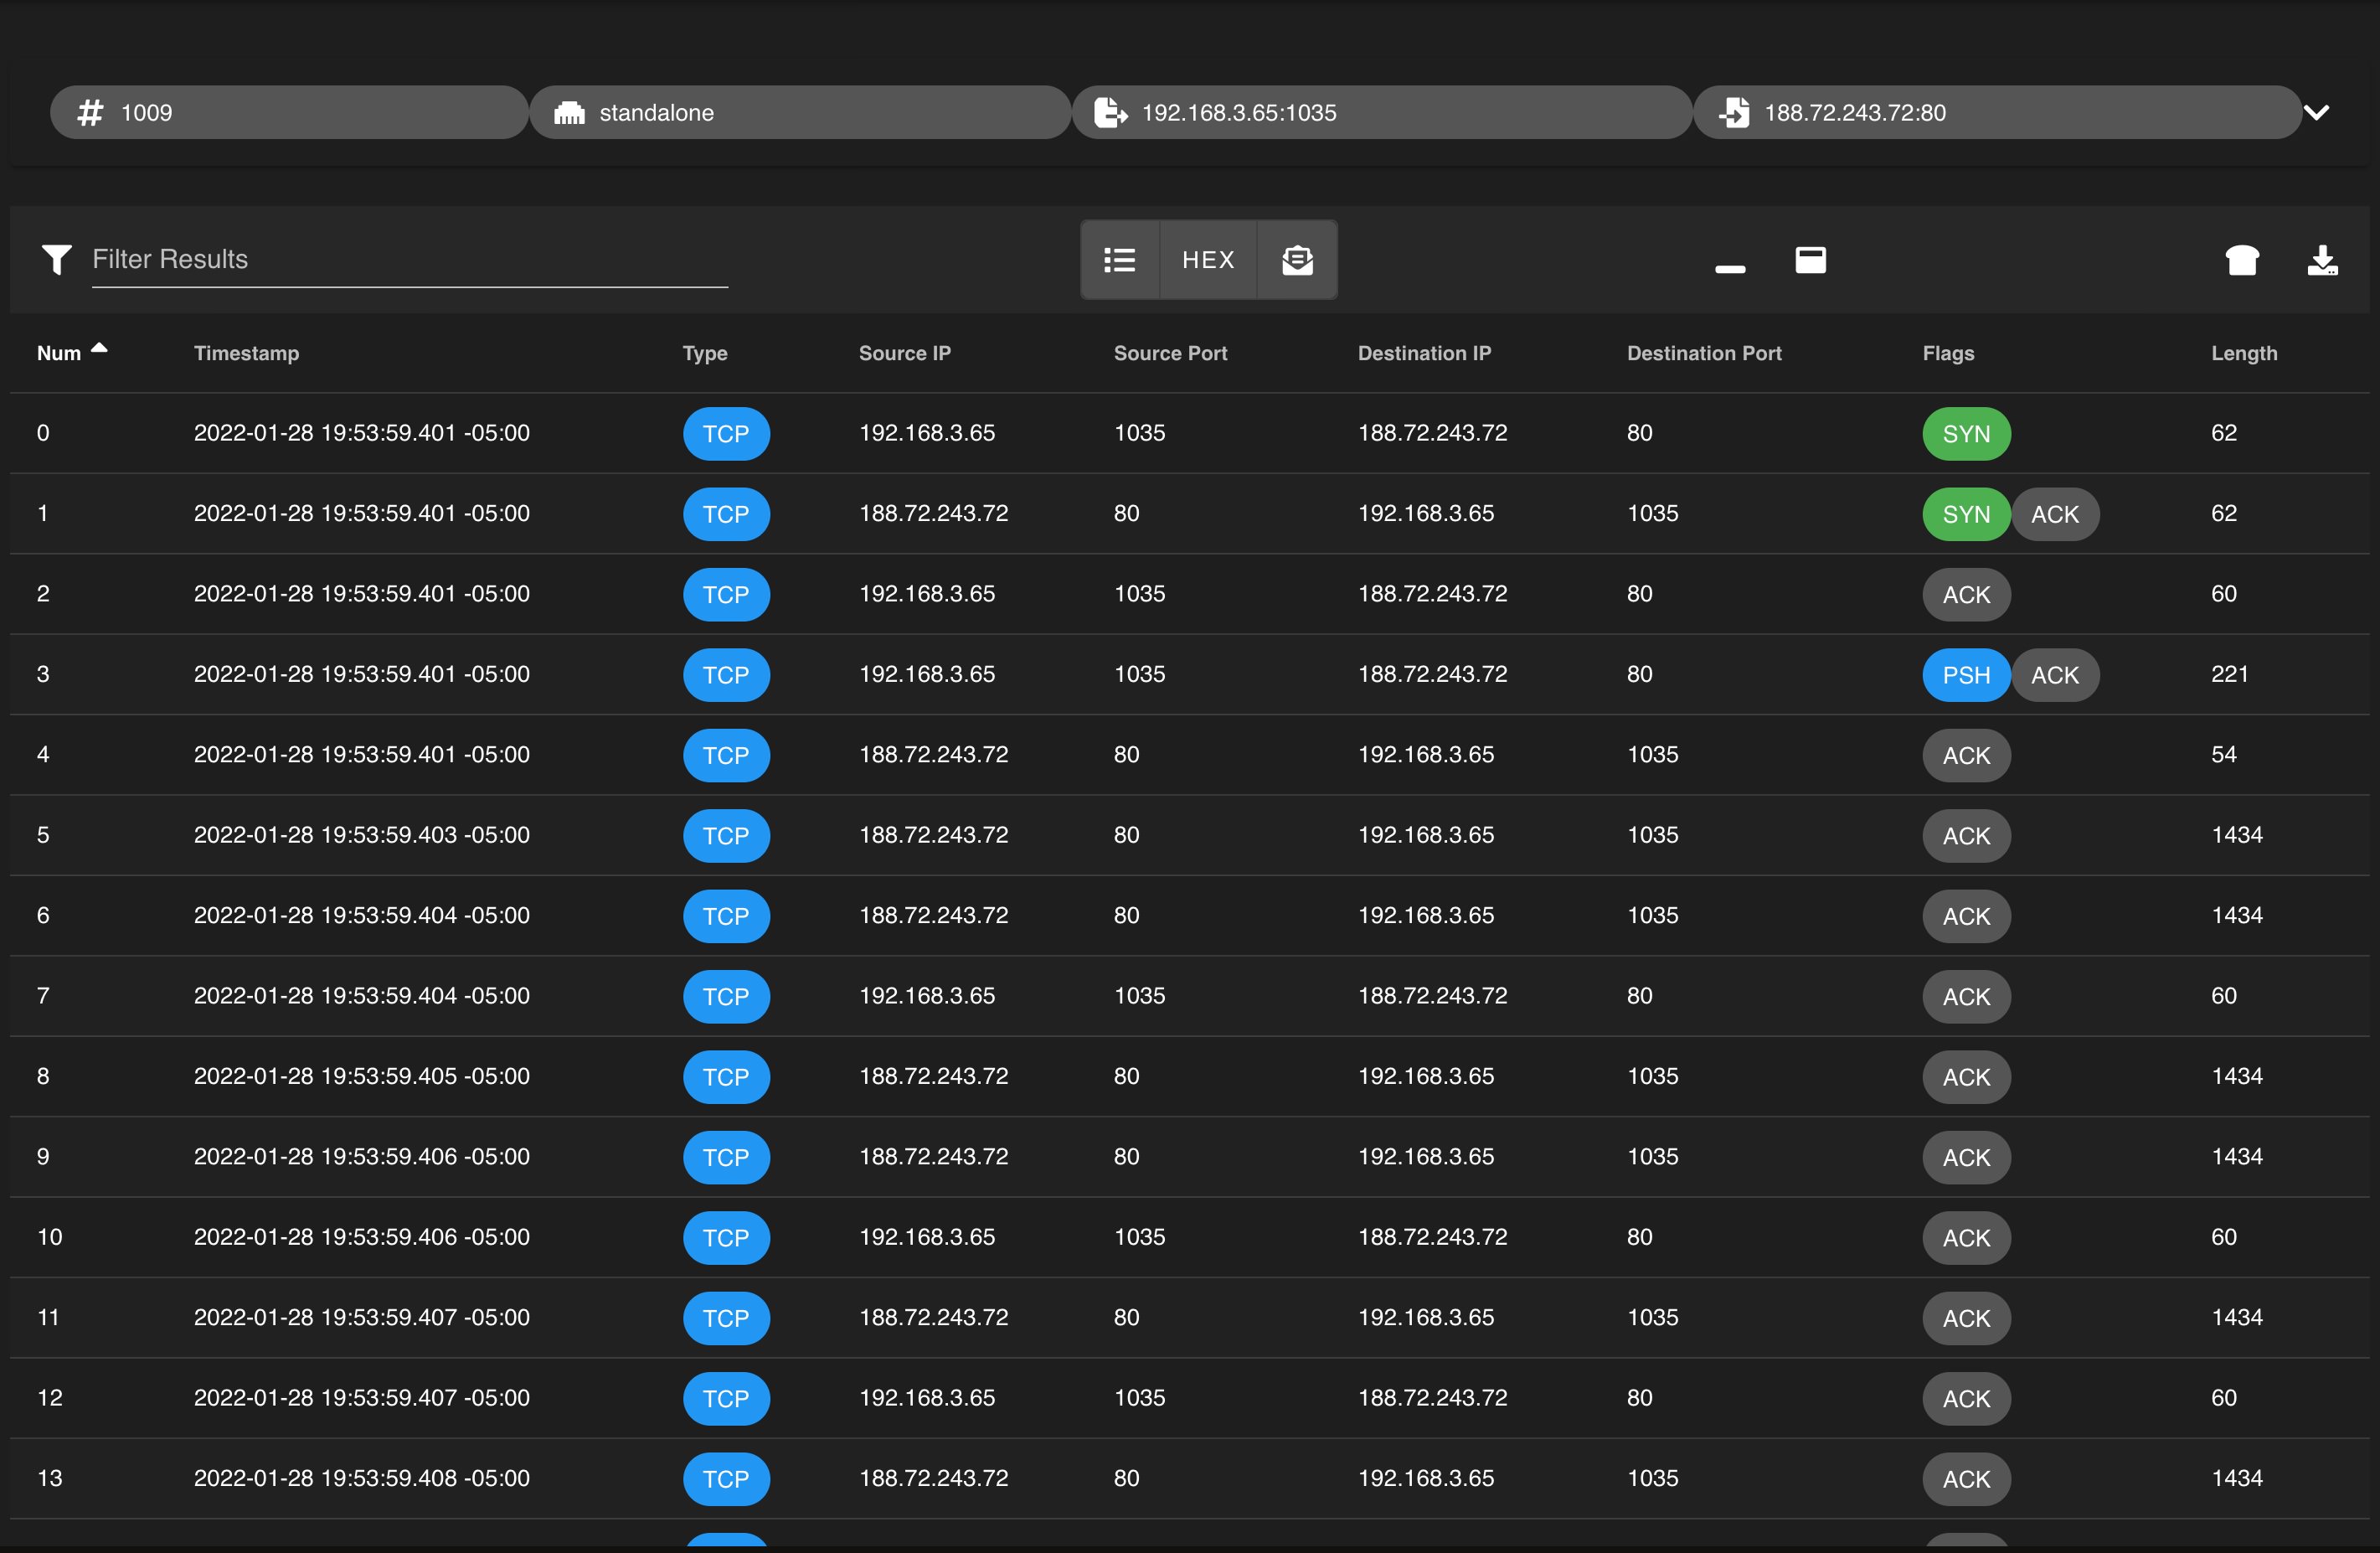 # 1009 standalone 192.168.3.65:1035 188.72.243.72:80
Filter Results HEX
Num Timestamp Type Source IP Source Port Destination IP Destination Port Flags Length
0 2022-01-28 19:53:59.401 -05:00 TCP 192.168.3.65 1035 188.72.243.72 80 SYN 62
1 2022-01-28 19:53:59.401 -05:00 TCP 188.72.243.72 80 192.168.3.65 1035 SYN ACK 62
2 2022-01-28 19:53:59.401 -05:00 TCP 192.168.3.65 1035 188.72.243.72 80 ACK 60
3 2022-01-28 19:53:59.401 -05:00 TCP 192.168.3.65 1035 188.72.243.72 80 PSH ACK 221
4 2022-01-28 19:53:59.401 -05:00 TCP 188.72.243.72 80 192.168.3.65 1035 ACK 54
5 2022-01-28 19:53:59.403 -05:00 TCP 188.72.243.72 80 192.168.3.65 1035 ACK 1434
6 2022-01-28 19:53:59.404 -05:00 TCP 188.72.243.72 80 192.168.3.65 1035 ACK 1434
7 2022-01-28 19:53:59.404 -05:00 TCP 192.168.3.65 1035 188.72.243.72 80 ACK 60
8 2022-01-28 19:53:59.405 -05:00 TCP 188.72.243.72 80 192.168.3.65 1035 ACK 1434
9 2022-01-28 19:53:59.406 -05:00 TCP 188.72.243.72 80 192.168.3.65 1035 ACK 1434
10 2022-01-28 19:53:59.406 -05:00 TCP 192.168.3.65 1035 188.72.243.72 80 ACK 60
11 2022-01-28 19:53:59.407 -05:00 TCP 188.72.243.72 80 192.168.3.65 1035 ACK 1434
12 2022-01-28 19:53:59.407 -05:00 TCP 192.168.3.65 1035 188.72.243.72 80 ACK 60
13 2022-01-28 19:53:59.408 -05:00 TCP 188.72.243.72 80 192.168.3.65 1035 ACK 1434